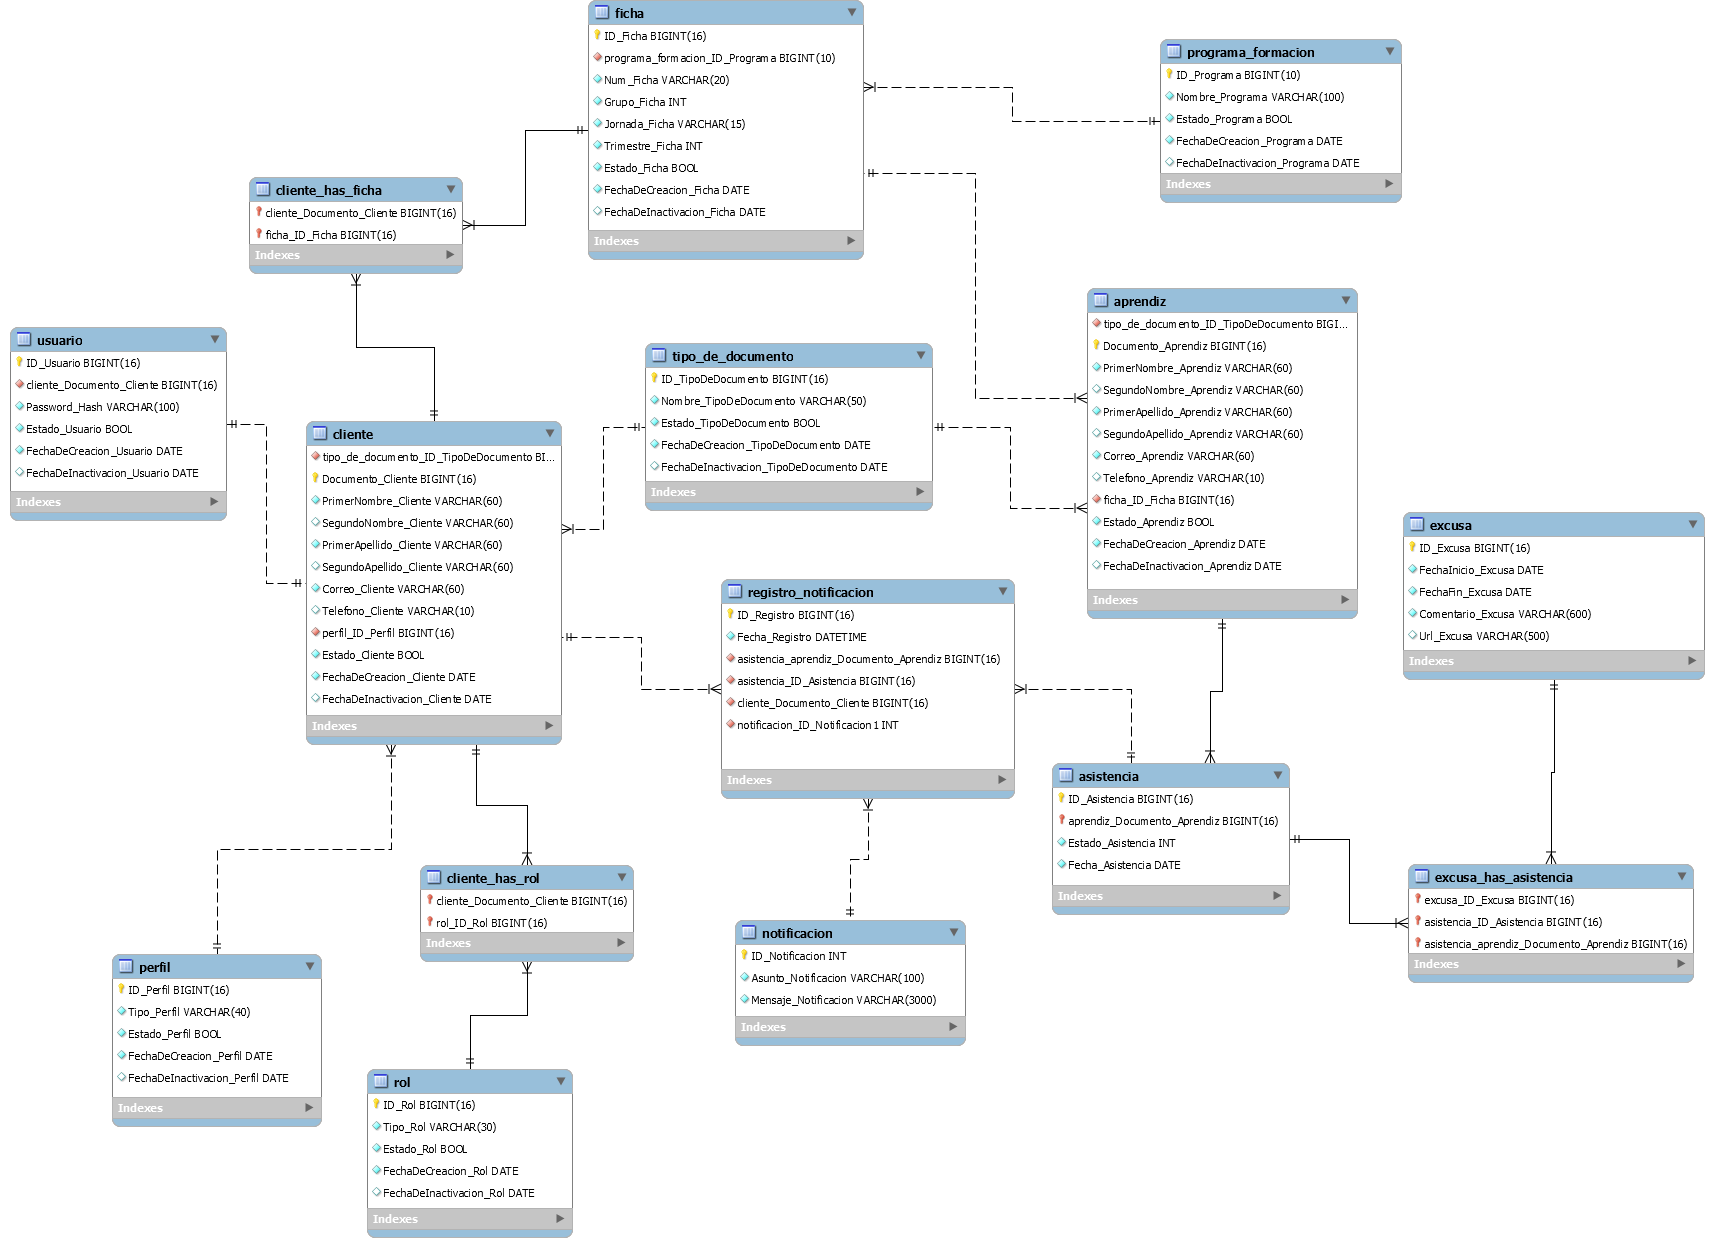 ficha
ID_Ficha BIGINT(16)
programa_formacion_ID_Programa BIGINT(10)
Num_Ficha VARCHAR(20)
Grupo_Ficha INT
Jornada_Ficha VARCHAR(15)
Trimestre_Ficha INT
Estado_Ficha BOOL
FechaDeCreacion_Ficha DATE
FechaDeInactivacion_Ficha DATE
Indexes
programa_formacion
ID_Programa BIGINT(10)
Nombre_Programa VARCHAR(100)
Estado_Programa BOOL
FechaDeCreacion_Programa DATE
FechaDeInactivacion_Programa DATE
Indexes
cliente_has_ficha
cliente_Documento_Cliente BIGINT(16)
ficha_ID_Ficha BIGINT(16)
Indexes
aprendiz
tipo_de_documento_ID_TipoDeDocumento BIGI...
Documento_Aprendiz BIGINT(16)
PrimerNombre_Aprendiz VARCHAR(60)
SegundoNombre_Aprendiz VARCHAR(60)
PrimerApellido_Aprendiz VARCHAR(60)
SegundoApellido_Aprendiz VARCHAR(60)
Correo_Aprendiz VARCHAR(60)
Telefono_Aprendiz VARCHAR(10)
ficha_ID_Ficha BIGINT(16)
Estado_Aprendiz BOOL
FechaDeCreacion_Aprendiz DATE
FechaDeInactivacion_Aprendiz DATE
Indexes
usuario
ID_Usuario BIGINT(16)
cliente_Documento_Cliente BIGINT(16)
Password_Hash VARCHAR(100)
Estado_Usuario BOOL
FechaDeCreacion_Usuario DATE
FechaDeInactivacion_Usuario DATE
Indexes
tipo_de_documento
ID_TipoDeDocumento BIGINT(16)
Nombre_TipoDeDocumento VARCHAR(50)
Estado_TipoDeDocumento BOOL
FechaDeCreacion_TipoDeDocumento DATE
FechaDeInactivacion_TipoDeDocumento DATE
Indexes
cliente
tipo_de_documento_ID_TipoDeDocumento BI...
Documento_Cliente BIGINT(16)
PrimerNombre_Cliente VARCHAR(60)
SegundoNombre_Cliente VARCHAR(60)
PrimerApellido_Cliente VARCHAR(60)
SegundoApellido_Cliente VARCHAR(60)
Correo_Cliente VARCHAR(60)
Telefono_Cliente VARCHAR(10)
perfil_ID_Perfil BIGINT(16)
Estado_Cliente BOOL
FechaDeCreacion_Cliente DATE
FechaDeInactivacion_Cliente DATE
Indexes
excusa
ID_Excusa BIGINT(16)
FechaInicio_Excusa DATE
FechaFin_Excusa DATE
Comentario_Excusa VARCHAR(600)
Url_Excusa VARCHAR(500)
Indexes
registro_notificacion
ID_Registro BIGINT(16)
Fecha_Registro DATETIME
asistencia_aprendiz_Documento_Aprendiz BIGINT(16)
asistencia_ID_Asistencia BIGINT(16)
cliente_Documento_Cliente BIGINT(16)
notificacion_ID_Notificacion1 INT
Indexes
asistencia
ID_Asistencia BIGINT(16)
aprendiz_Documento_Aprendiz BIGINT(16)
Estado_Asistencia INT
Fecha_Asistencia DATE
Indexes
cliente_has_rol
cliente_Documento_Cliente BIGINT(16)
rol_ID_Rol BIGINT(16)
Indexes
excusa_has_asistencia
excusa_ID_Excusa BIGINT(16)
asistencia_ID_Asistencia BIGINT(16)
asistencia_aprendiz_Documento_Aprendiz BIGINT(16)
Indexes
notificacion
ID_Notificacion INT
Asunto_Notificacion VARCHAR(100)
Mensaje_Notificacion VARCHAR(3000)
Indexes
perfil
ID_Perfil BIGINT(16)
Tipo_Perfil VARCHAR(40)
Estado_Perfil BOOL
FechaDeCreacion_Perfil DATE
FechaDeInactivacion_Perfil DATE
Indexes
rol
ID_Rol BIGINT(16)
Tipo_Rol VARCHAR(30)
Estado_Rol BOOL
FechaDeCreacion_Rol DATE
FechaDeInactivacion_Rol DATE
Indexes